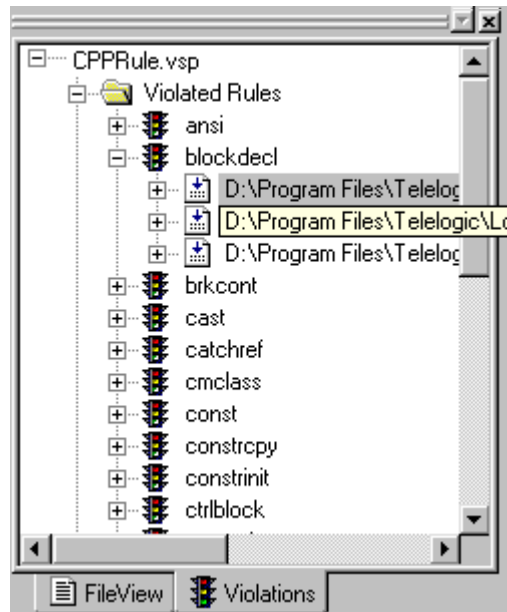 CPPRule.vsp
Violated Rules
ansi
blockdecl
D:\Program Files\Telelog
D:\Program Files\Telelogic\Lo
D:\Program Files\Telelog
brkcont
cast
catchref
cmclass
const
constrcpy
constrinit
ctrlblock
FileView Violations